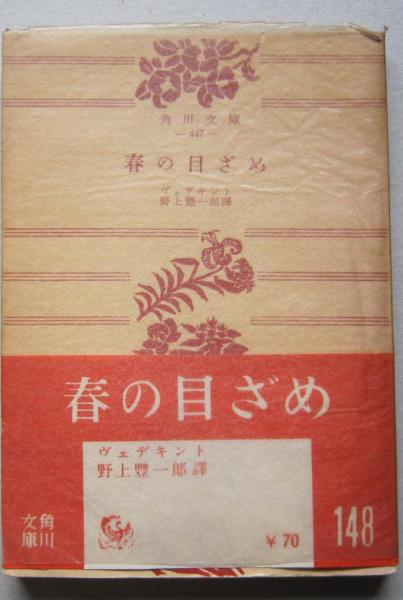 角川文庫
—447—
春の目ざめ
ヴェデキント
野上豐一郎譯
春の目ざめ
ヴェデキント
野上豐一郎譯
角川
文庫
¥70
148